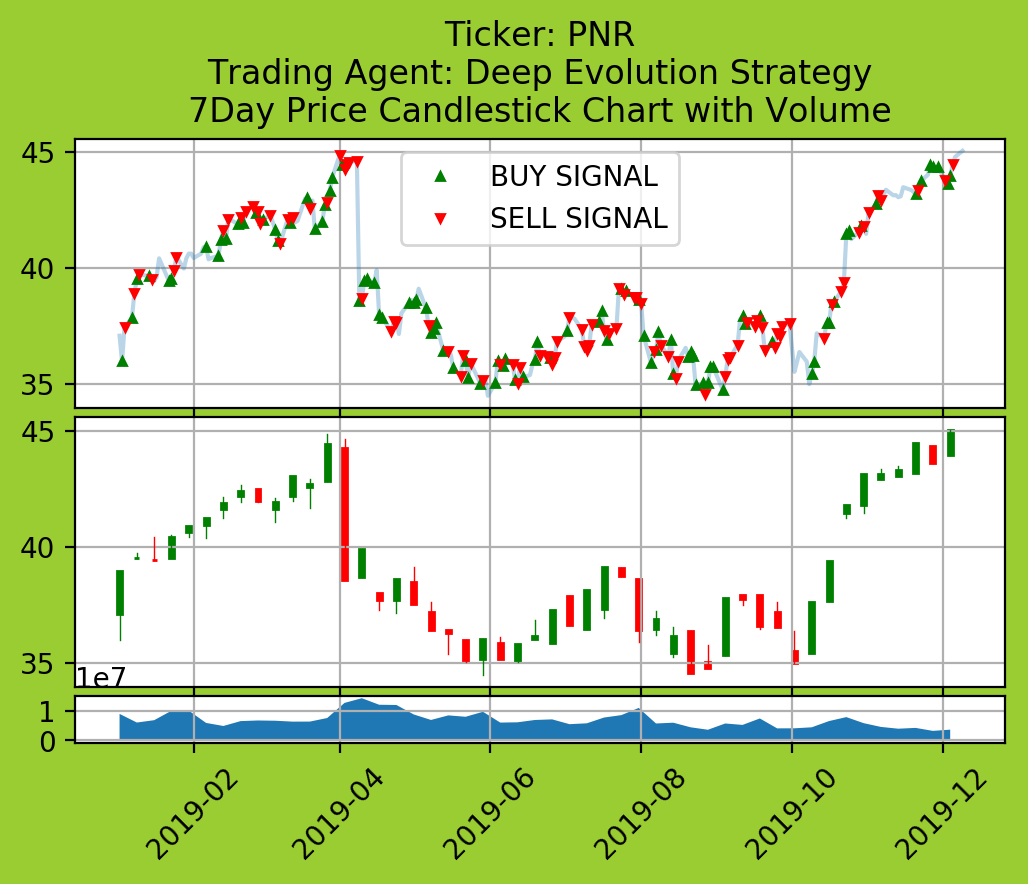 Ticker: PNR
Trading Agent: Deep Evolution Strategy
7Day Price Candlestick Chart with Volume
45
40
35
BUY SIGNAL
SELL SIGNAL
45
40
35
1e7
1
0
2019-02
2019-04
2019-06
2019-08
2019-10
2019-12